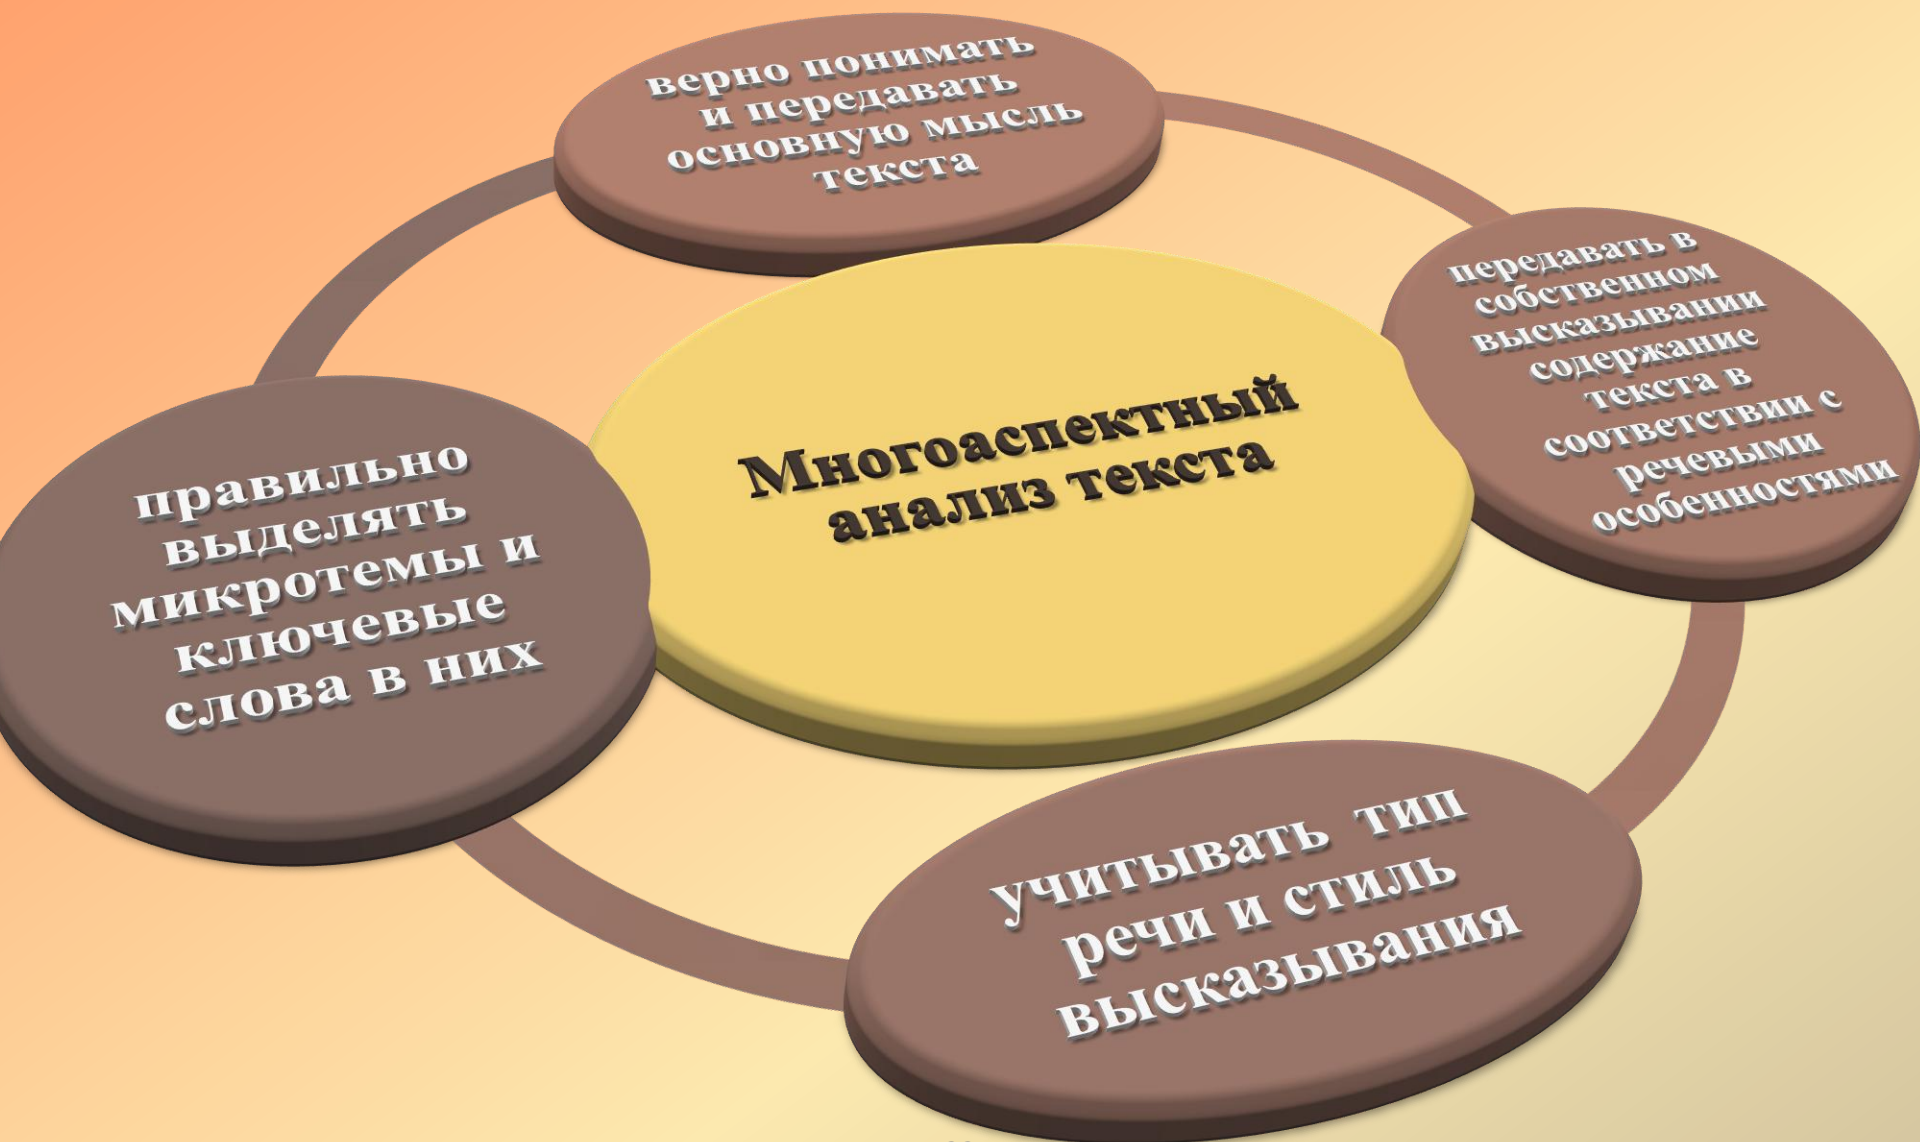 верно понимать
и передавать
основную мысль
текста
передавать в
собственном
высказывании
содержание
текста в
соответствии с
речевыми
особенностями
Многоаспектный
анализ текста
правильно
выделять
микротемы и
ключевые
слова в них
учитывать тип
речи и стиль
высказывания